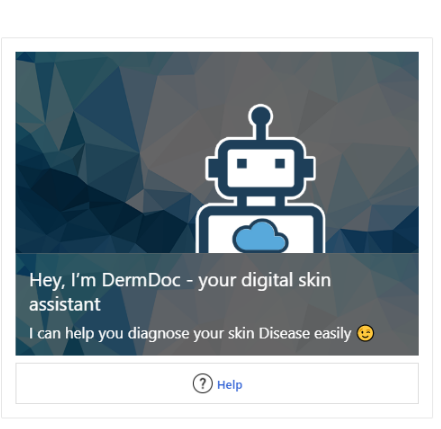 Hey, I'm DermDoc - your digital skin
assistant
I can help you diagnose your skin Disease easily 😉
? Help